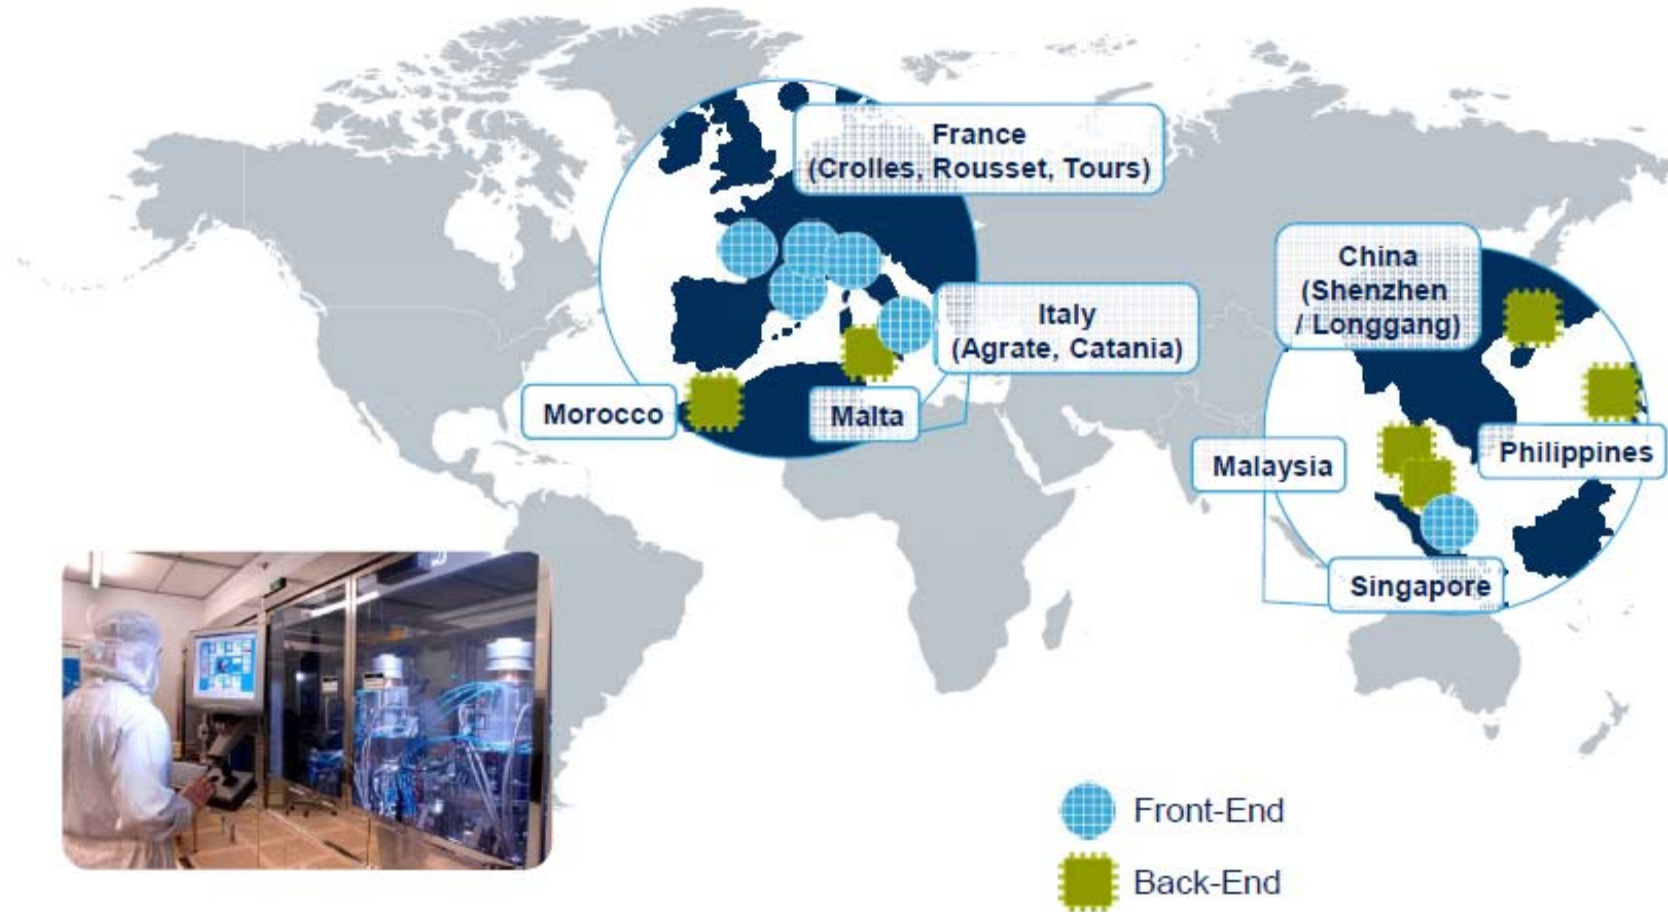 France
(Crolles, Rousset, Tours)
China
(Shenzhen
/ Longgang)
Italy
(Agrate, Catania)
Morocco
Malta
Malaysia
Philippines
Singapore
Front-End
Back-End